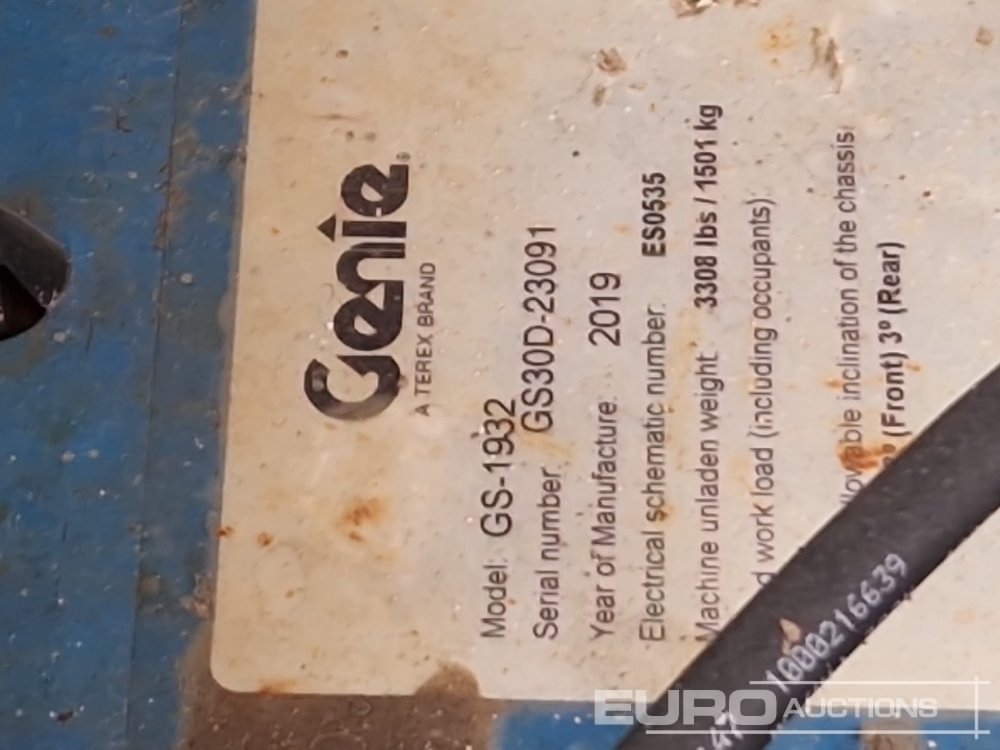 Genie®
A TEREX BRAND
Model: GS-1932
Serial number: GS30D-23091
Year of Manufacture: 2019
Electrical schematic number: ES0535
Machine unladen weight: 3308 lbs / 1501 kg
work load (including occupants):
inclination of the chassis:
(Front) 3º (Rear)
1000216639
47
EURO AUCTIONS